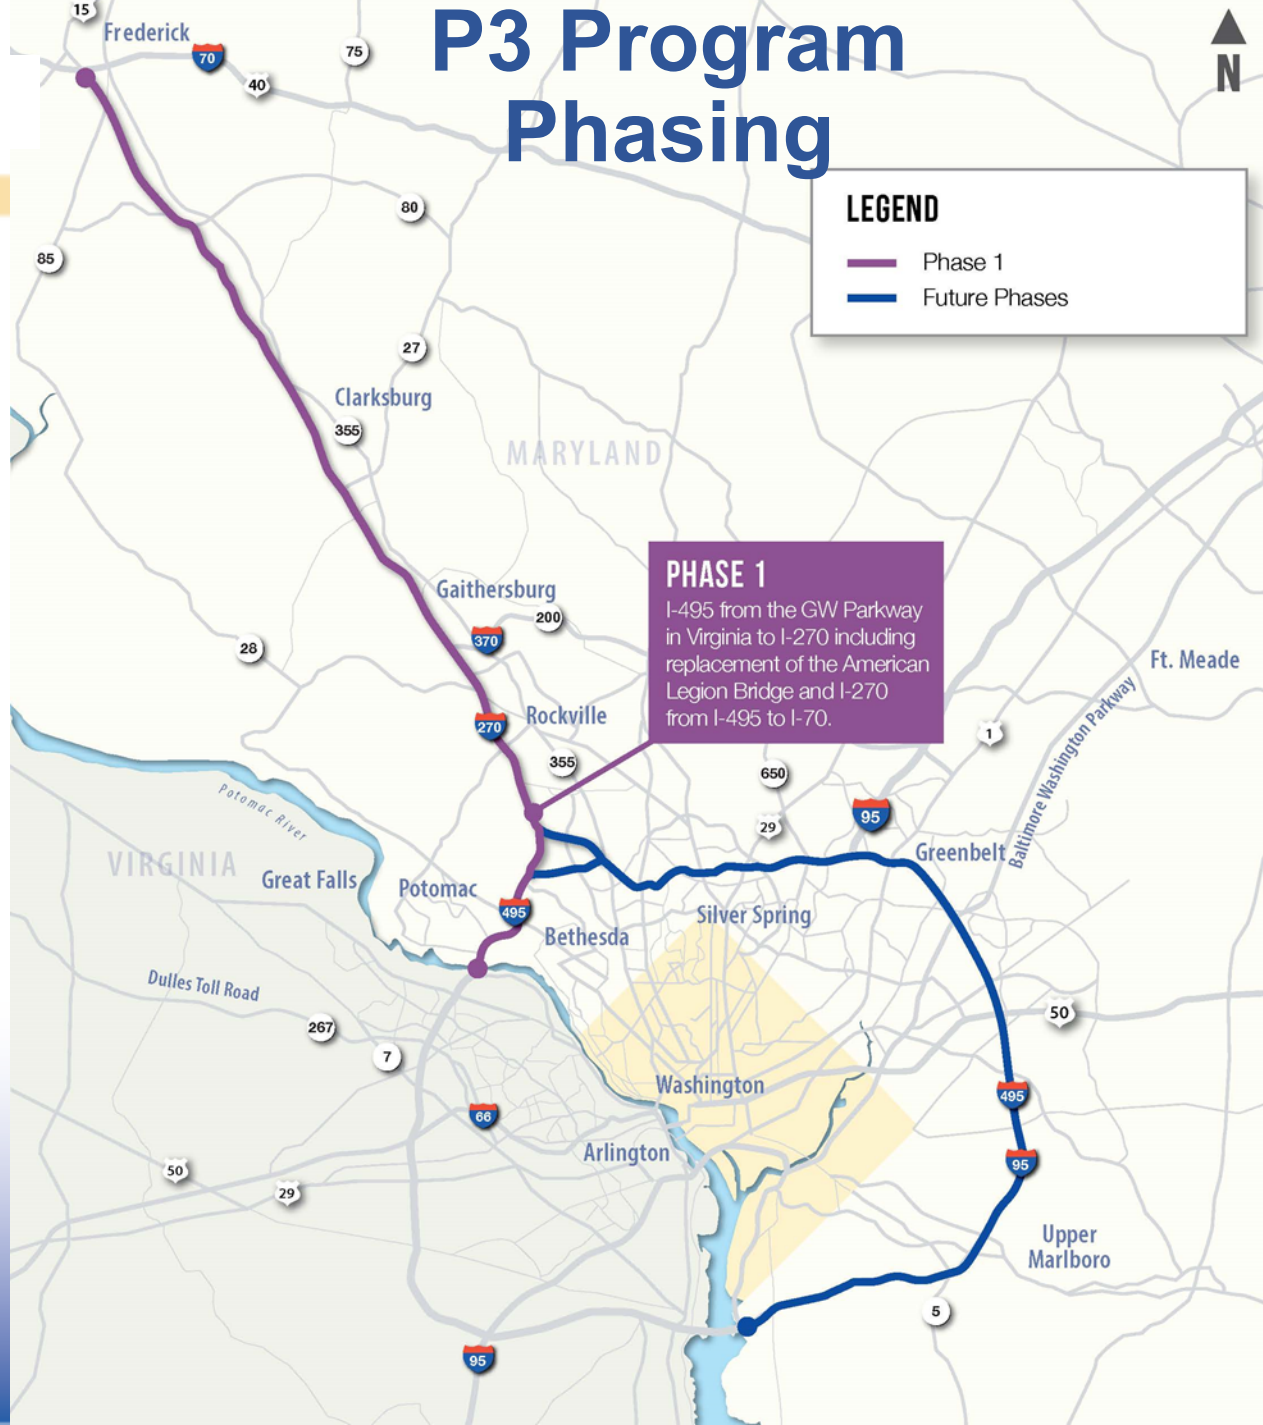 P3 Program
Phasing
15
Frederick
70
75
40
N
LEGEND
Phase 1
Future Phases
80
85
27
Clarksburg
355
MARYLAND
PHASE 1
I-495 from the GW Parkway
in Virginia to I-270 including
replacement of the American
Legion Bridge and I-270
from I-495 to I-70.
Gaithersburg
200
370
28
Ft. Meade
Rockville
270
355
1
Baltimore Washington Parkway
650
29
95
Potomac River
VIRGINIA
Great Falls
Potomac
Greenbelt
495
Silver Spring
Bethesda
Dulles Toll Road
267
7
50
Washington
495
66
Arlington
95
50
29
Upper
Marlboro
5
95